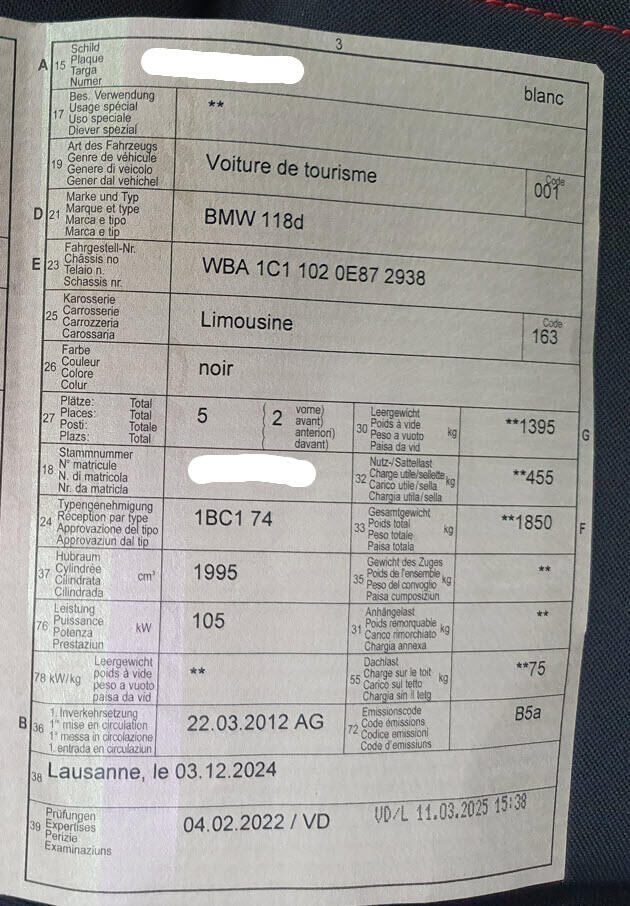 3
A 15 Schild
Plaque
Targa
Numer
blanc
17 Bes. Verwendung
Usage spécial
Uso speciale
Diever spezial
**
19 Art des Fahrzeugs
Genre de véhicule
Genere di veicolo
Gener dal vehichel
Voiture de tourisme
Code
001
D 21 Marke und Typ
Marque et type
Marca e tipo
Marca e tip
BMW 118d
E 23 Fahrgestell-Nr.
Châssis no
Telaio n.
Schassis nr.
WBA 1C1 102 0E87 2938
25 Karosserie
Carrosserie
Carrozzeria
Carossaria
Limousine
Code
163
26 Farbe
Couleur
Colore
Colur
noir
27 Plätze: Total
Places: Total
Posti: Totale
Plazs: Total
5
( 2 vorne)
avant)
anteriori)
davant)
30 Leergewicht
Poids à vide
Peso a vuoto
Paisa da vid
kg
**1395
G
18 Stammnummer
N° matricule
N. di matricola
Nr. da matricla
32 Nutz-/Sattellast
Charge utile/sellette
Carico utile/sella
Chargia utila/sella
kg
**455
24 Typengenehmigung
Réception par type
Approvazione del tipo
Approvaziun dal tip
1BC1 74
33 Gesamtgewicht
Poids total
Peso totale
Paisa totala
kg
**1850
F
37 Hubraum
Cylindrée
Cilindrata
Cilindrada
cm³
1995
35 Gewicht des Zuges
Poids de l'ensemble
Peso del convoglio
Paisa cumposiziun
kg
**
76 Leistung
Puissance
Potenza
Prestaziun
kW
105
31 Anhängelast
Poids remorquable
Carico rimorchiato
Chargia annexa
kg
**
78 kW/kg
Leergewicht
poids à vide
peso a vuoto
paisa da vid
**
55 Dachlast
Charge sur le toit
Carico sul tetto
Chargia sin il tetg
kg
**75
B 36 1. Inverkehrsetzung
1re mise en circulation
1a messa in circolazione
1. entrada en circulaziun
22.03.2012 AG
72 Emissionscode
Code émissions
Codice emissioni
Code d'emissiuns
B5a
38 Lausanne, le 03.12.2024
39 Prüfungen
Expertises
Perizie
Examinaziuns
04.02.2022 / VD
VD/L 11.03.2025 15:38